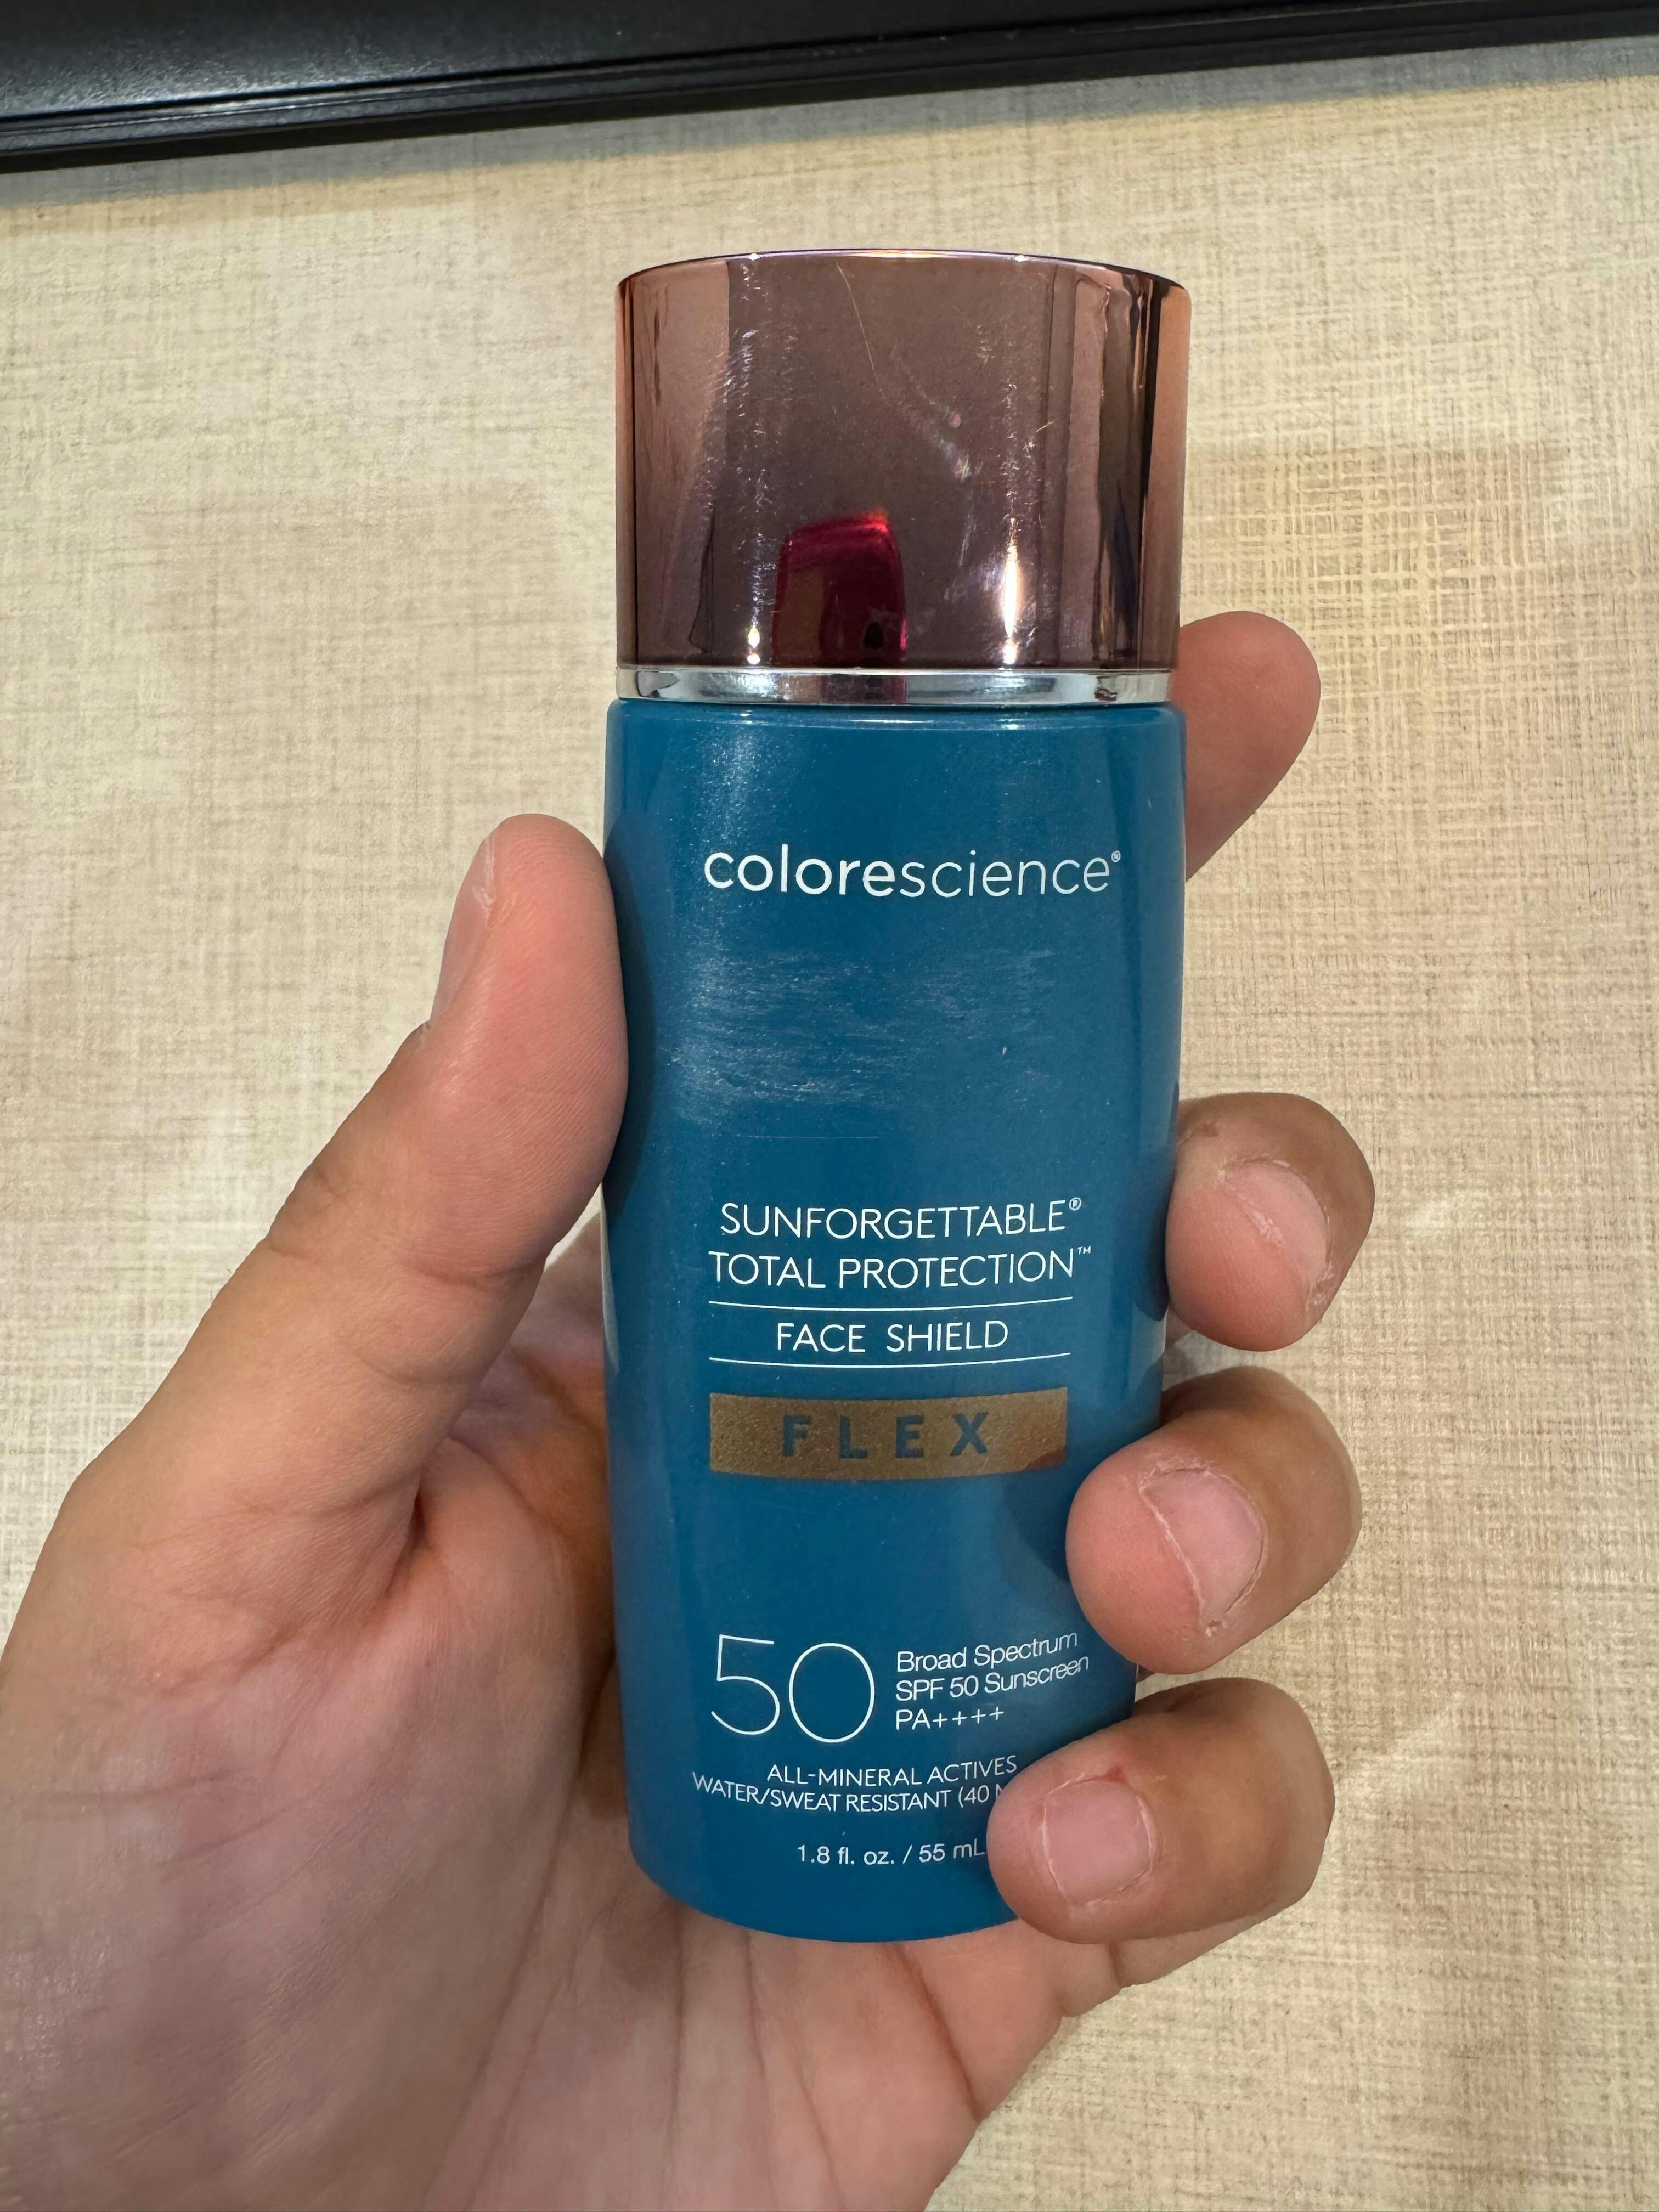 colorescience®
SUNFORGETTABLE®
TOTAL PROTECTION™
FACE SHIELD
FLEX
50
Broad Spectrum
SPF 50 Sunscreen
PA++++
ALL-MINERAL ACTIVES
WATER/SWEAT RESISTANT (40
1.8 fl. oz. / 55 mL